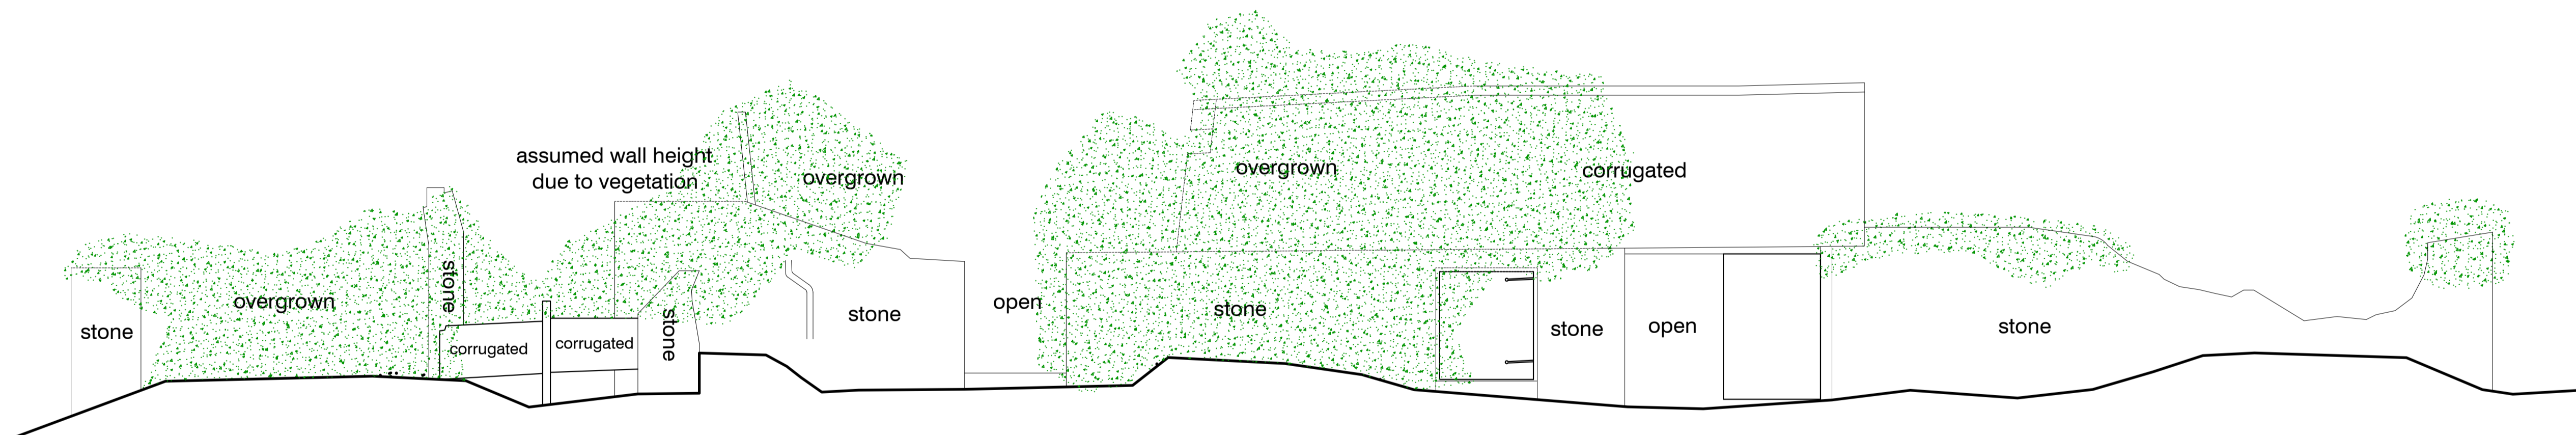 stone
overgrown
stone
corrugated
corrugated
assumed wall height
due to vegetation
stone
overgrown
stone
open
overgrown
stone
corrugated
stone
open
stone